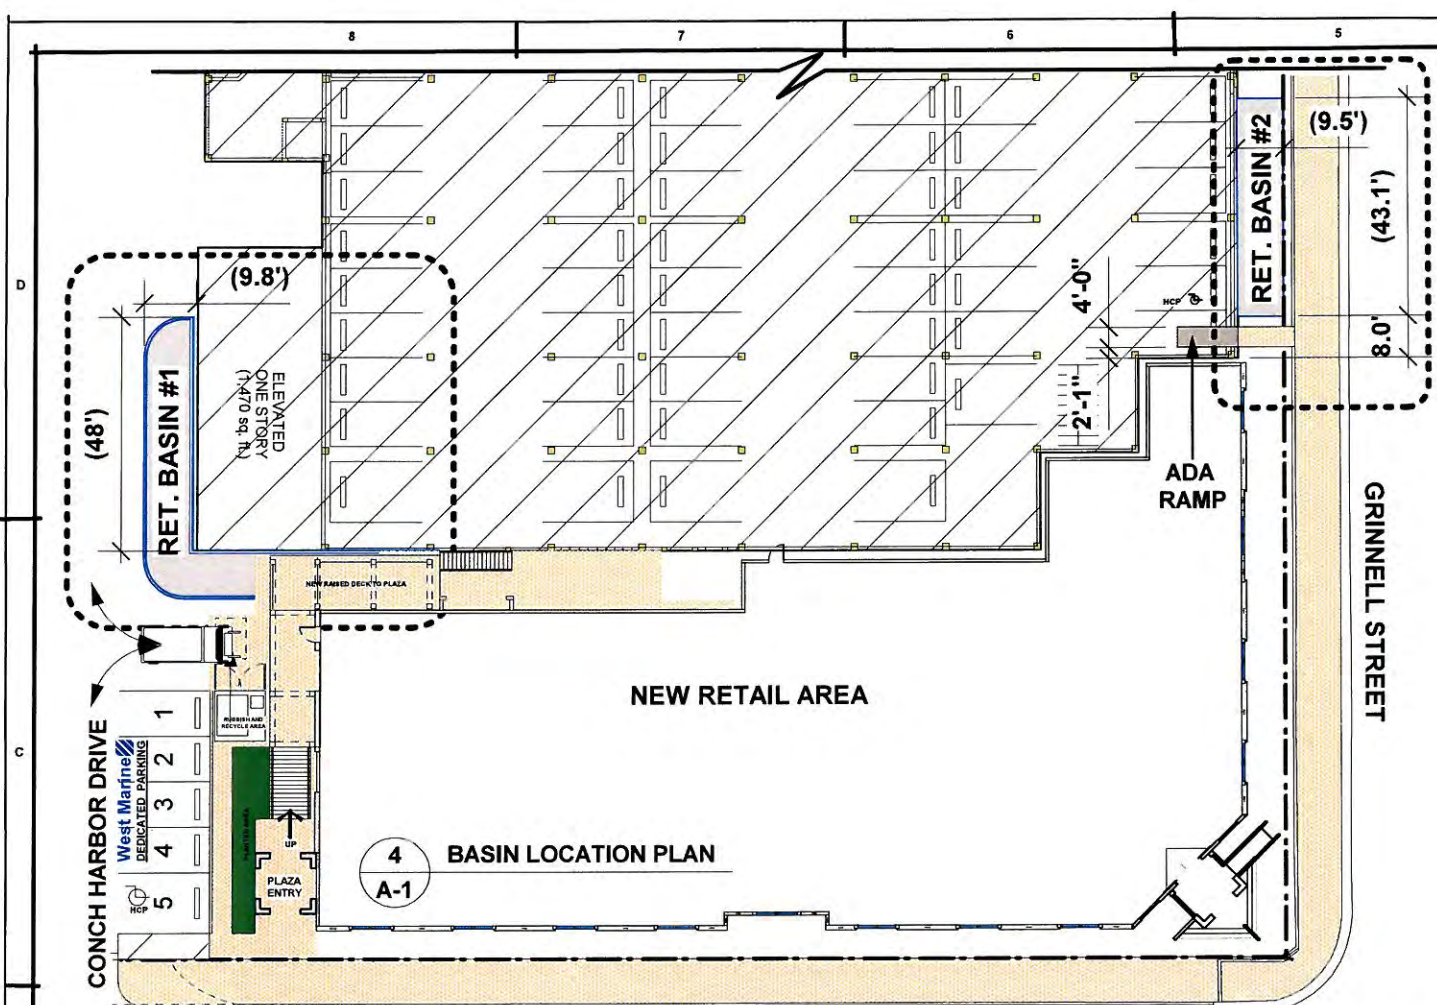 8
7
6
5
D
C
(9.8')
(48')
RET. BASIN #1
ELEVATED
ONE STORY
(1,470 sq. ft.)
(9.5')
(43.1')
RET. BASIN #2
8.0'
4'-0"
HCP
2'-1"
ADA
RAMP
GRINNELL STREET
NEW RAISED DECK TO PLAZA
NEW RETAIL AREA
RUBBISH AND
RECYCLE AREA
CONCH HARBOR DRIVE
West Marine
DEDICATED PARKING
1
2
3
4
5
HCP
PLANTED AREA
UP
PLAZA
ENTRY
4
A-1
BASIN LOCATION PLAN